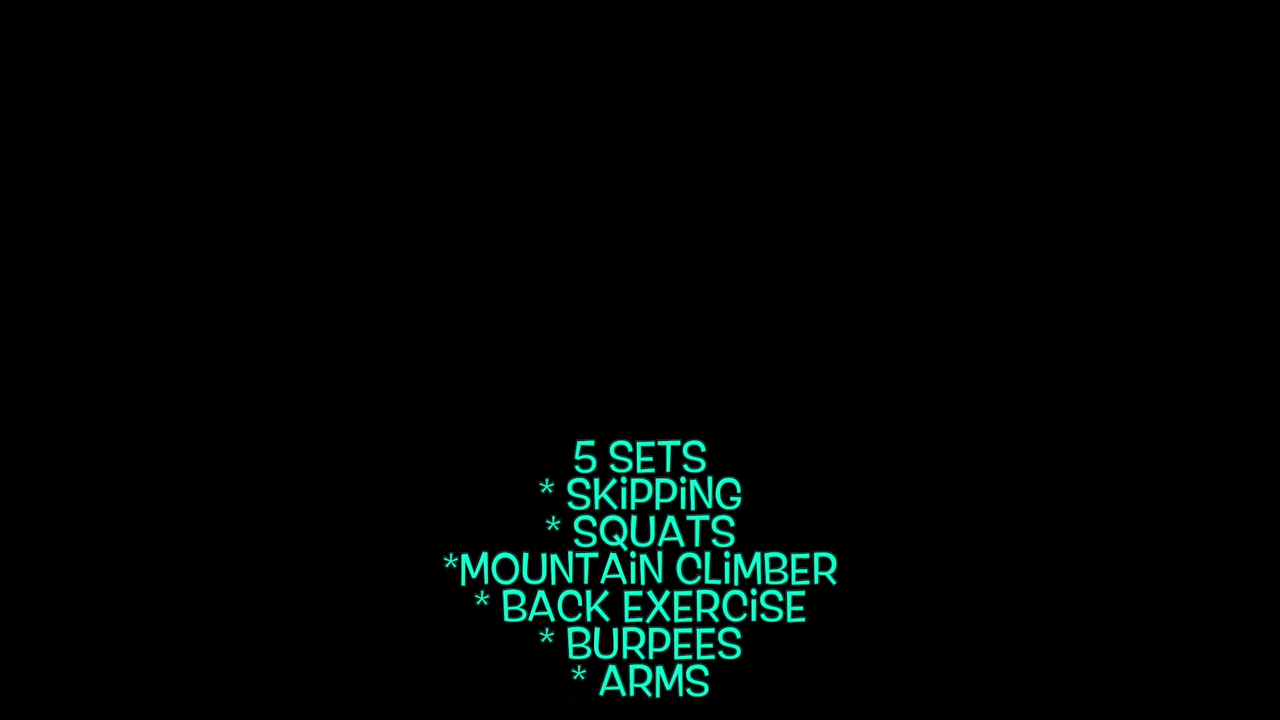 5 SETS
* SKiPPiNG
* SQUATS
*MOUNTAiN CLiMBER
* BACK EXERCiSE
* BURPEES
* ARMS